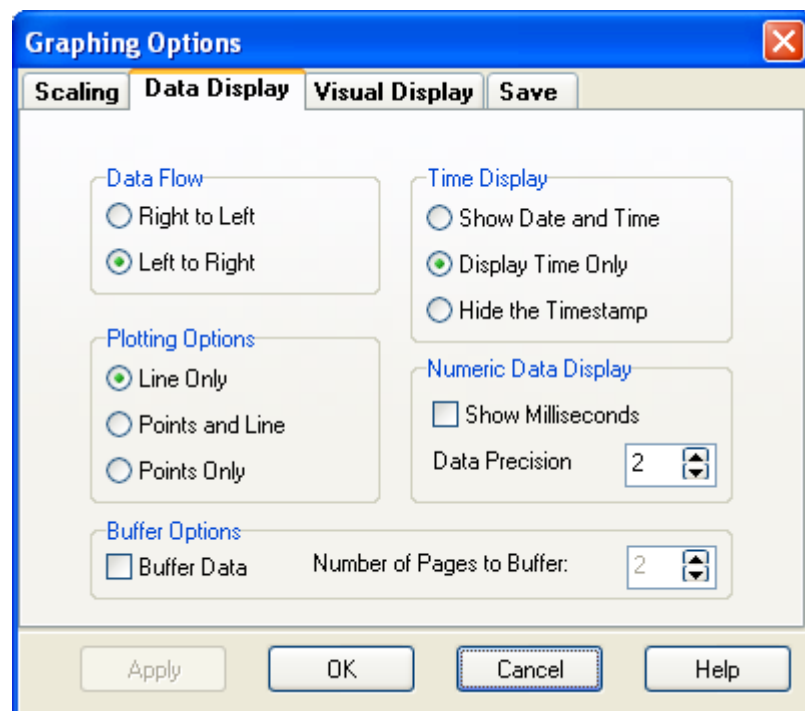 Graphing Options
Scaling Data Display Visual Display Save
Data Flow
Right to Left
Left to Right
Time Display
Show Date and Time
Display Time Only
Hide the Timestamp
Plotting Options
Line Only
Points and Line
Points Only
Numeric Data Display
Show Milliseconds
Data Precision 2
Buffer Options
Buffer Data Number of Pages to Buffer: 2
Apply OK Cancel Help